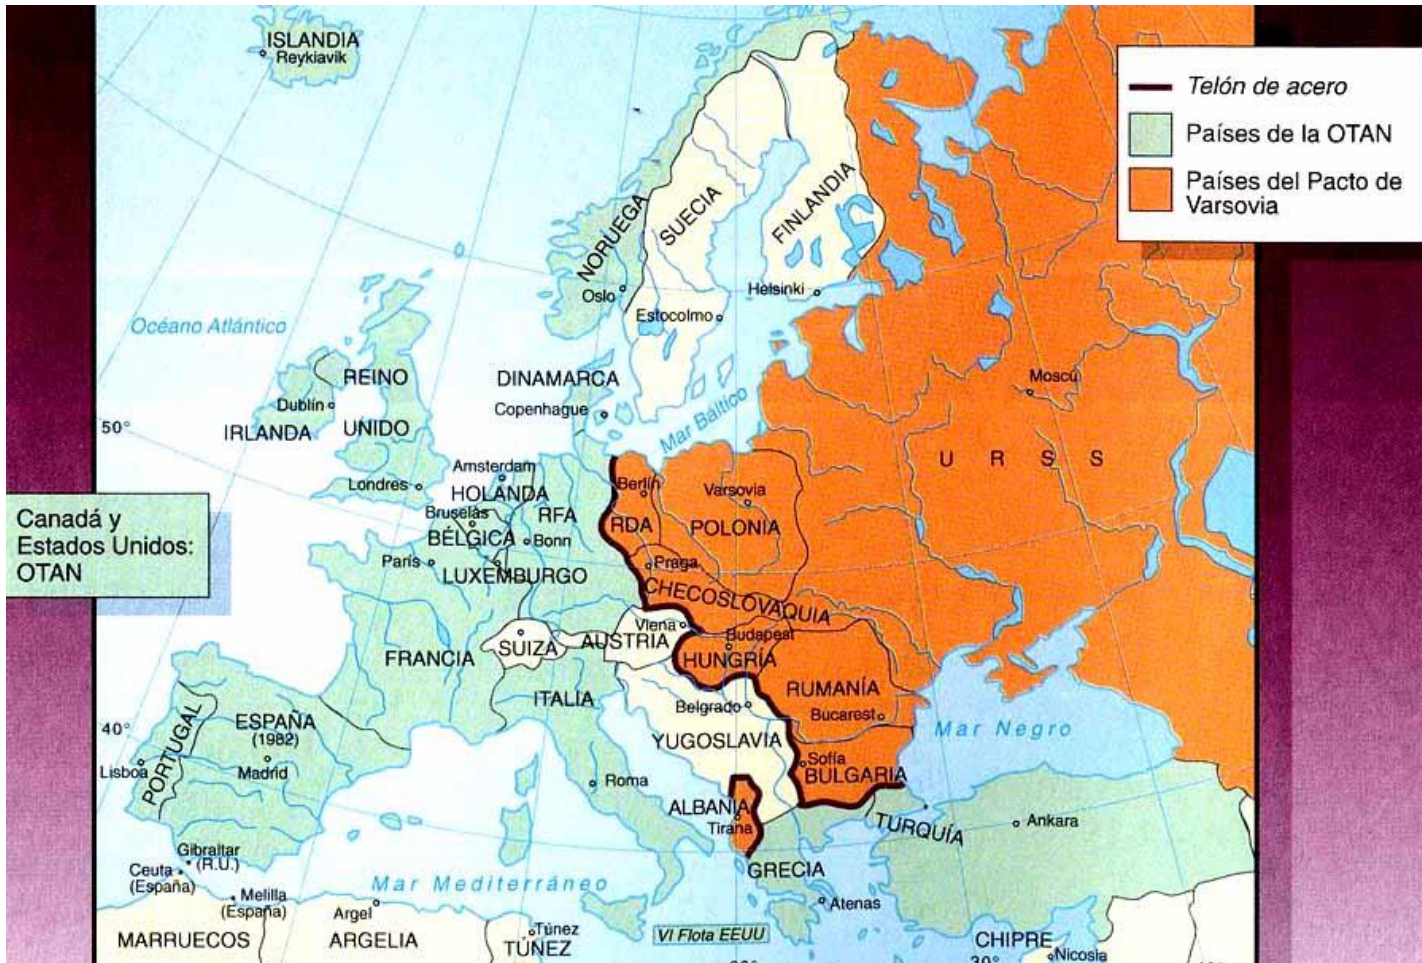 ISLANDIA
Reykiavik
Telón de acero
Países de la OTAN
Países del Pacto de
Varsovia
NORUEGA
SUECIA
FINLANDIA
Oslo
Helsinki
Estocolmo
Océano Atlántico
REINO
UNIDO
DINAMARCA
Copenhague
Mar Báltico
Moscú
Dublín
IRLANDA
50°
Londres
Amsterdam
HOLANDA
Bruselas
BÉLGICA
RFA
Bonn
Berlín
RDA
Varsovia
POLONIA
U R S S
Canadá y
Estados Unidos:
OTAN
París
LUXEMBURGO
Praga
CHECOSLOVAQUIA
Viena
Budapest
SUIZA
AUSTRIA
HUNGRÍA
FRANCIA
ITALIA
RUMANÍA
Belgrado
Bucarest
Mar Negro
40°
PORTUGAL
ESPAÑA
(1982)
Madrid
Lisboa
YUGOSLAVIA
Sofía
BULGARIA
Roma
ALBANIA
Tirana
TURQUÍA
Ankara
Gibraltar
(R.U.)
Ceuta
(España)
Melilla
(España)
Mar Mediterráneo
GRECIA
Atenas
Argel
MARRUECOS
ARGELIA
Túnez
TÚNEZ
VI Flota EEUU
CHIPRE
Nicosia
30°